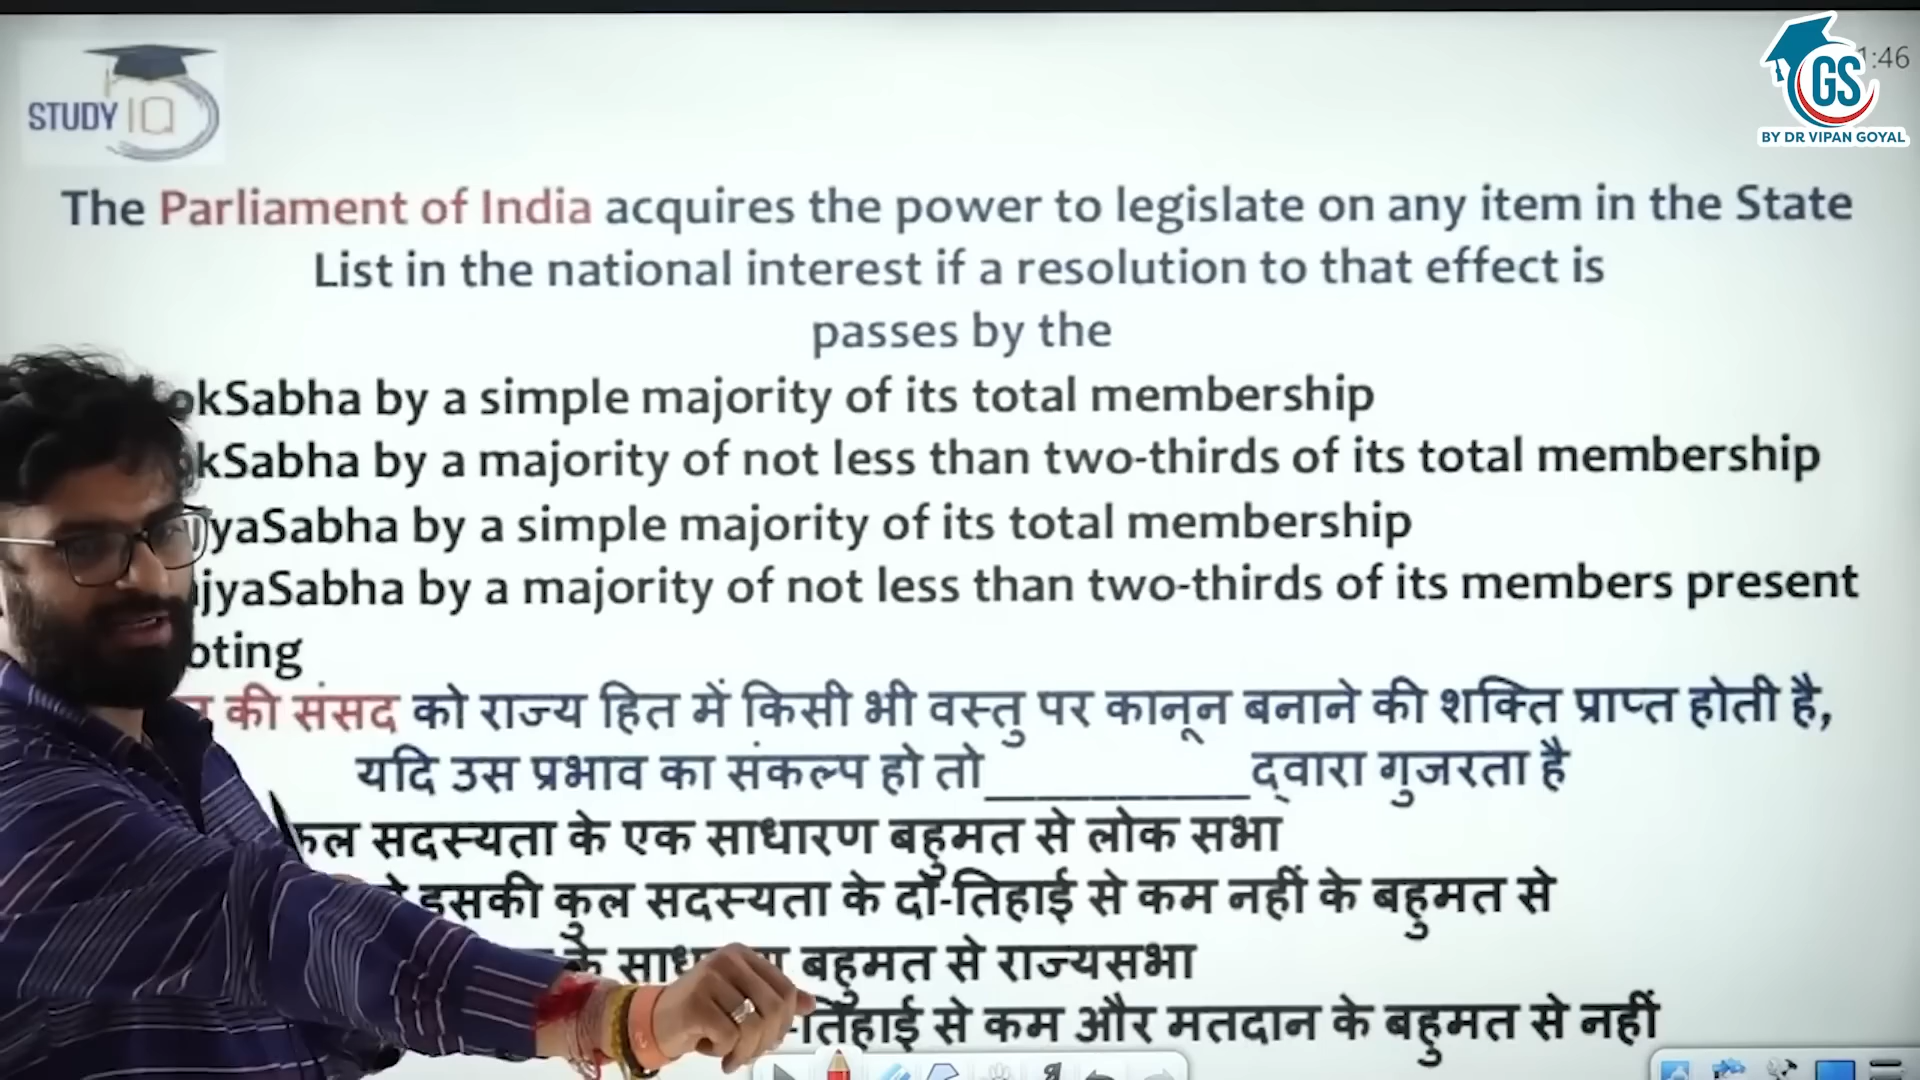 STUDY IQ
:46
GS
BY DR VIPAN GOYAL
The Parliament of India acquires the power to legislate on any item in the State
List in the national interest if a resolution to that effect is
passes by the
okSabha by a simple majority of its total membership
kSabha by a majority of not less than two-thirds of its total membership
jyaSabha by a simple majority of its total membership
jyaSabha by a majority of not less than two-thirds of its members present
oting
की संसद को राज्य हित में किसी भी वस्तु पर कानून बनाने की शक्ति प्राप्त होती है,
यदि उस प्रभाव का संकल्प हो तो__________द्वारा गुजरता है
सदस्यता के एक साधारण बहुमत से लोक सभा
इसकी कुल सदस्यता के दो-तिहाई से कम नहीं के बहुमत से
के बहुमत से राज्यसभा
-तिहाई से कम और मतदान के बहुमत से नहीं